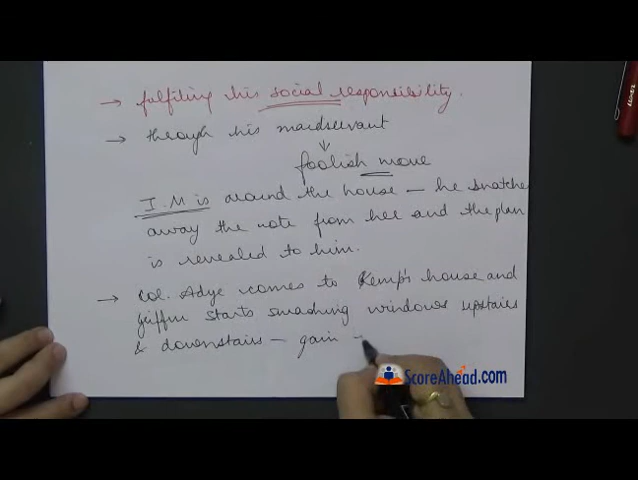 → fulfiling his social responsibility.
→ through his maidservant
↓
foolish move
I.M is around the house – he snatches
away the note from her and the plan
is revealed to him.
→ Col. Adye comes to Kemp's house and
Griffin starts smashing windows upstairs
& downstairs – gain
ScoreAhead.com